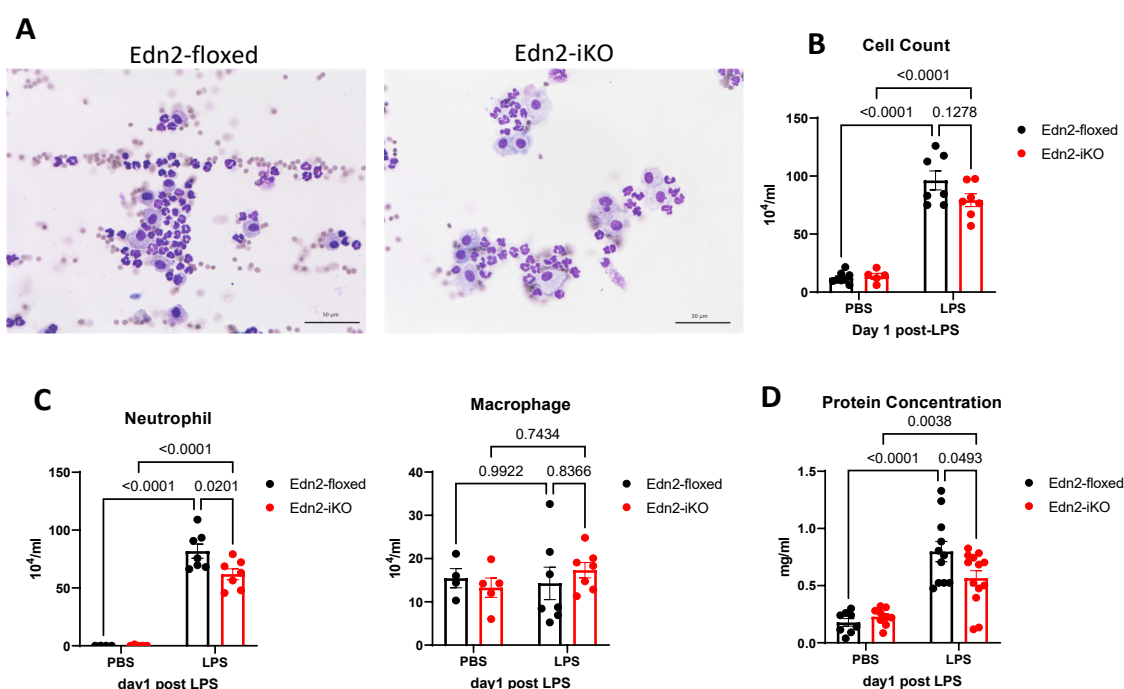 A
Edn2-floxed
Edn2-iKO
50 µm
50 µm
B
Cell Count
<0.0001
<0.0001
0.1278
150
100
50
0
10⁴/ml
PBS
LPS
Day 1 post-LPS
Edn2-floxed
Edn2-iKO
C
Neutrophil
<0.0001
<0.0001
0.0201
150
100
50
0
10⁴/ml
PBS
LPS
day1 post LPS
Edn2-floxed
Edn2-iKO
Macrophage
0.7434
0.9922
0.8366
40
30
20
10
0
10⁴/ml
PBS
LPS
day1 post LPS
Edn2-floxed
Edn2-iKO
D
Protein Concentration
0.0038
<0.0001
0.0493
1.5
1.0
0.5
0.0
mg/ml
PBS
LPS
day1 post LPS
Edn2-floxed
Edn2-iKO